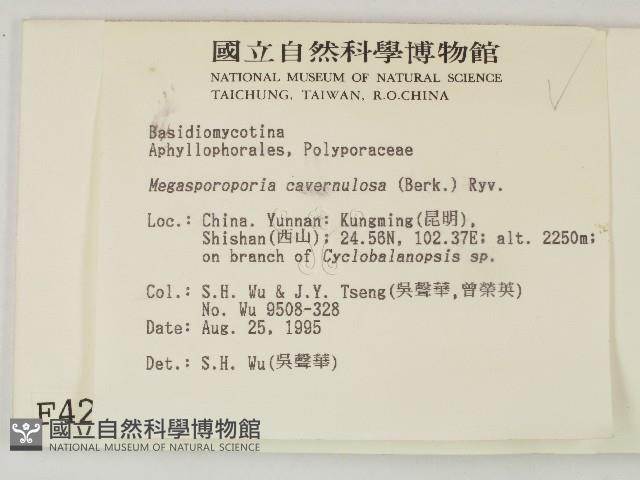 國立自然科學博物館
NATIONAL MUSEUM OF NATURAL SCIENCE
TAICHUNG, TAIWAN, R.O.CHINA
Basidiomycotina
Aphyllophorales, Polyporaceae
Megasporoporia cavernulosa (Berk.) Ryv.
Loc.: China. Yunnan: Kungming(昆明),
Shishan(西山); 24.56N, 102.37E; alt. 2250m;
on branch of Cyclobalanopsis sp.
Col.: S.H. Wu & J.Y. Tseng(吳聲華,曾榮英)
No. Wu 9508-328
Date: Aug. 25, 1995
Det.: S.H. Wu(吳聲華)
F42
國立自然科學博物館
NATIONAL MUSEUM OF NATURAL SCIENCE